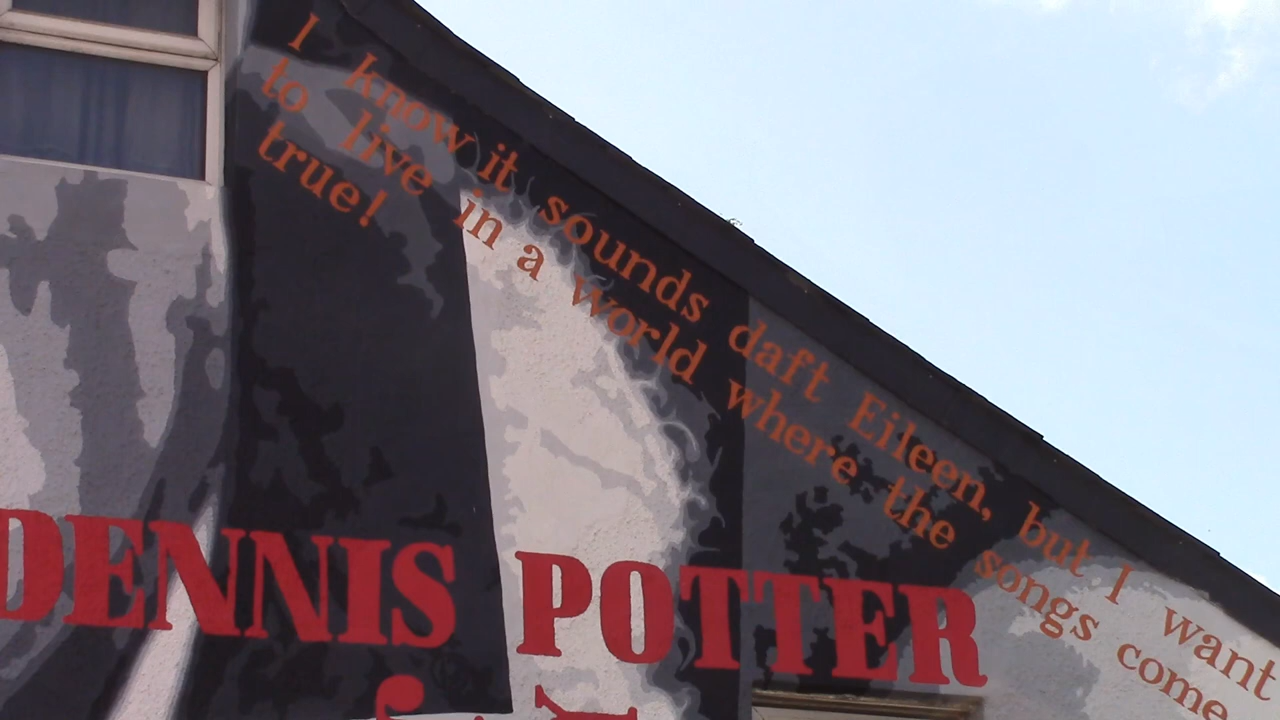 I know it sounds daft Eileen, but I want
to live in a world where the songs come
true!
DENNIS POTTER